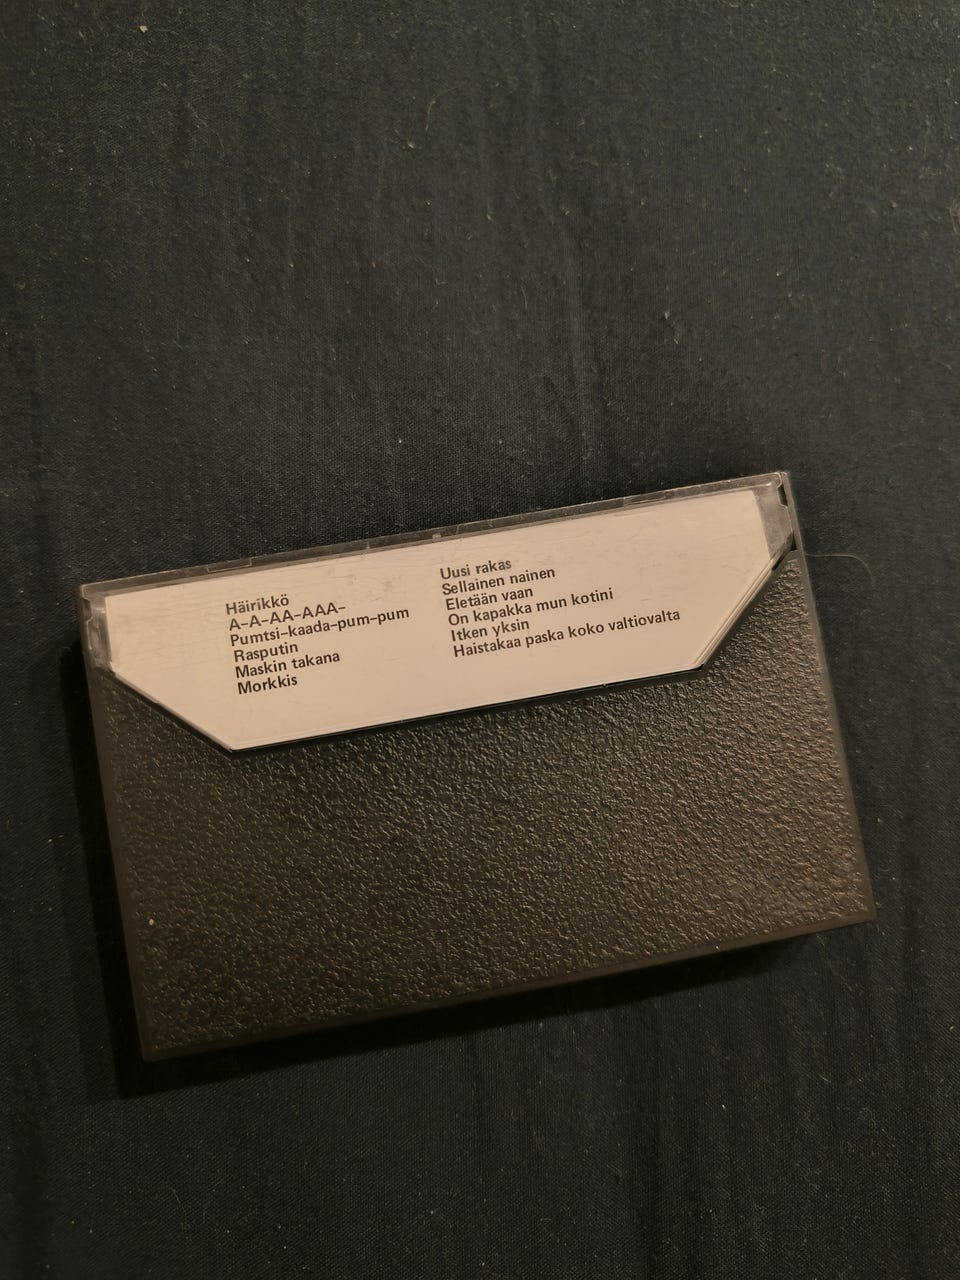 Häirikkö
A-A-AA-AAA-
Pumtsi-kaada-pum-pum
Rasputin
Maskin takana
Morkkis
Uusi rakas
Sellainen nainen
Eletään vaan
On kapakka mun kotini
Itken yksin
Haistakaa paska koko valtiovalta